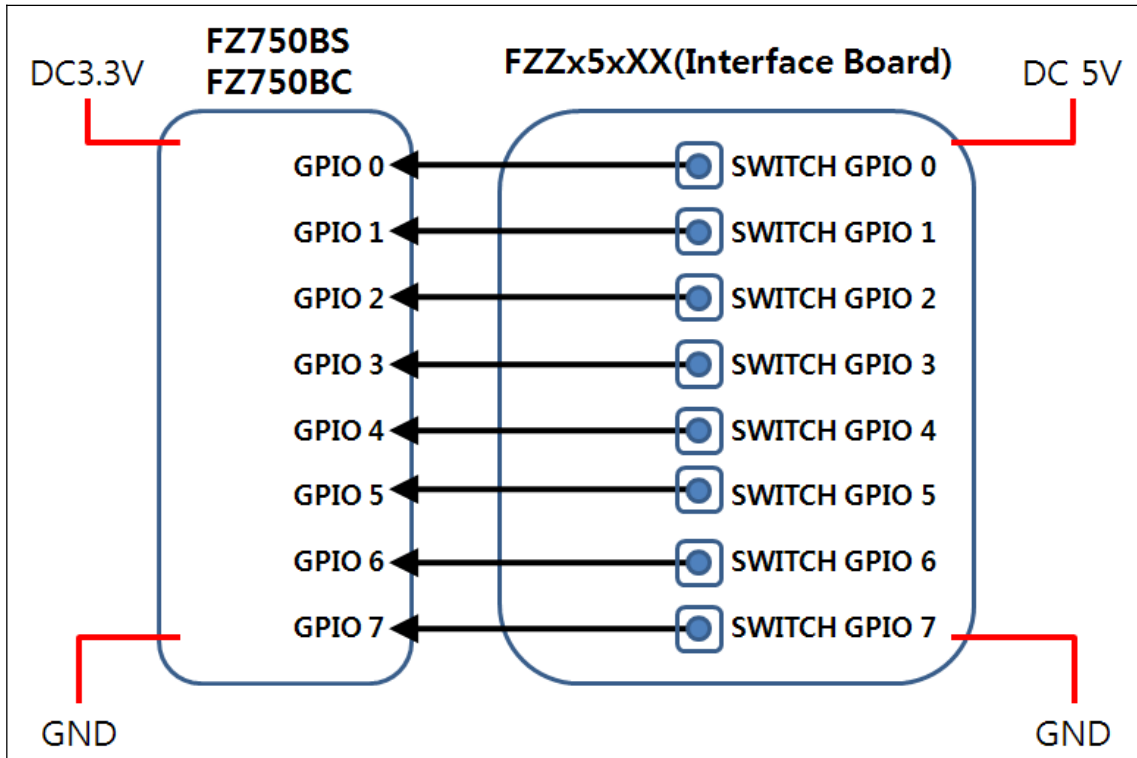 FZ750BS
FZ750BC
FZZx5xXX(Interface Board)
DC3.3V
DC 5V
GPIO 0
SWITCH GPIO 0
GPIO 1
SWITCH GPIO 1
GPIO 2
SWITCH GPIO 2
GPIO 3
SWITCH GPIO 3
GPIO 4
SWITCH GPIO 4
GPIO 5
SWITCH GPIO 5
GPIO 6
SWITCH GPIO 6
GPIO 7
SWITCH GPIO 7
GND
GND